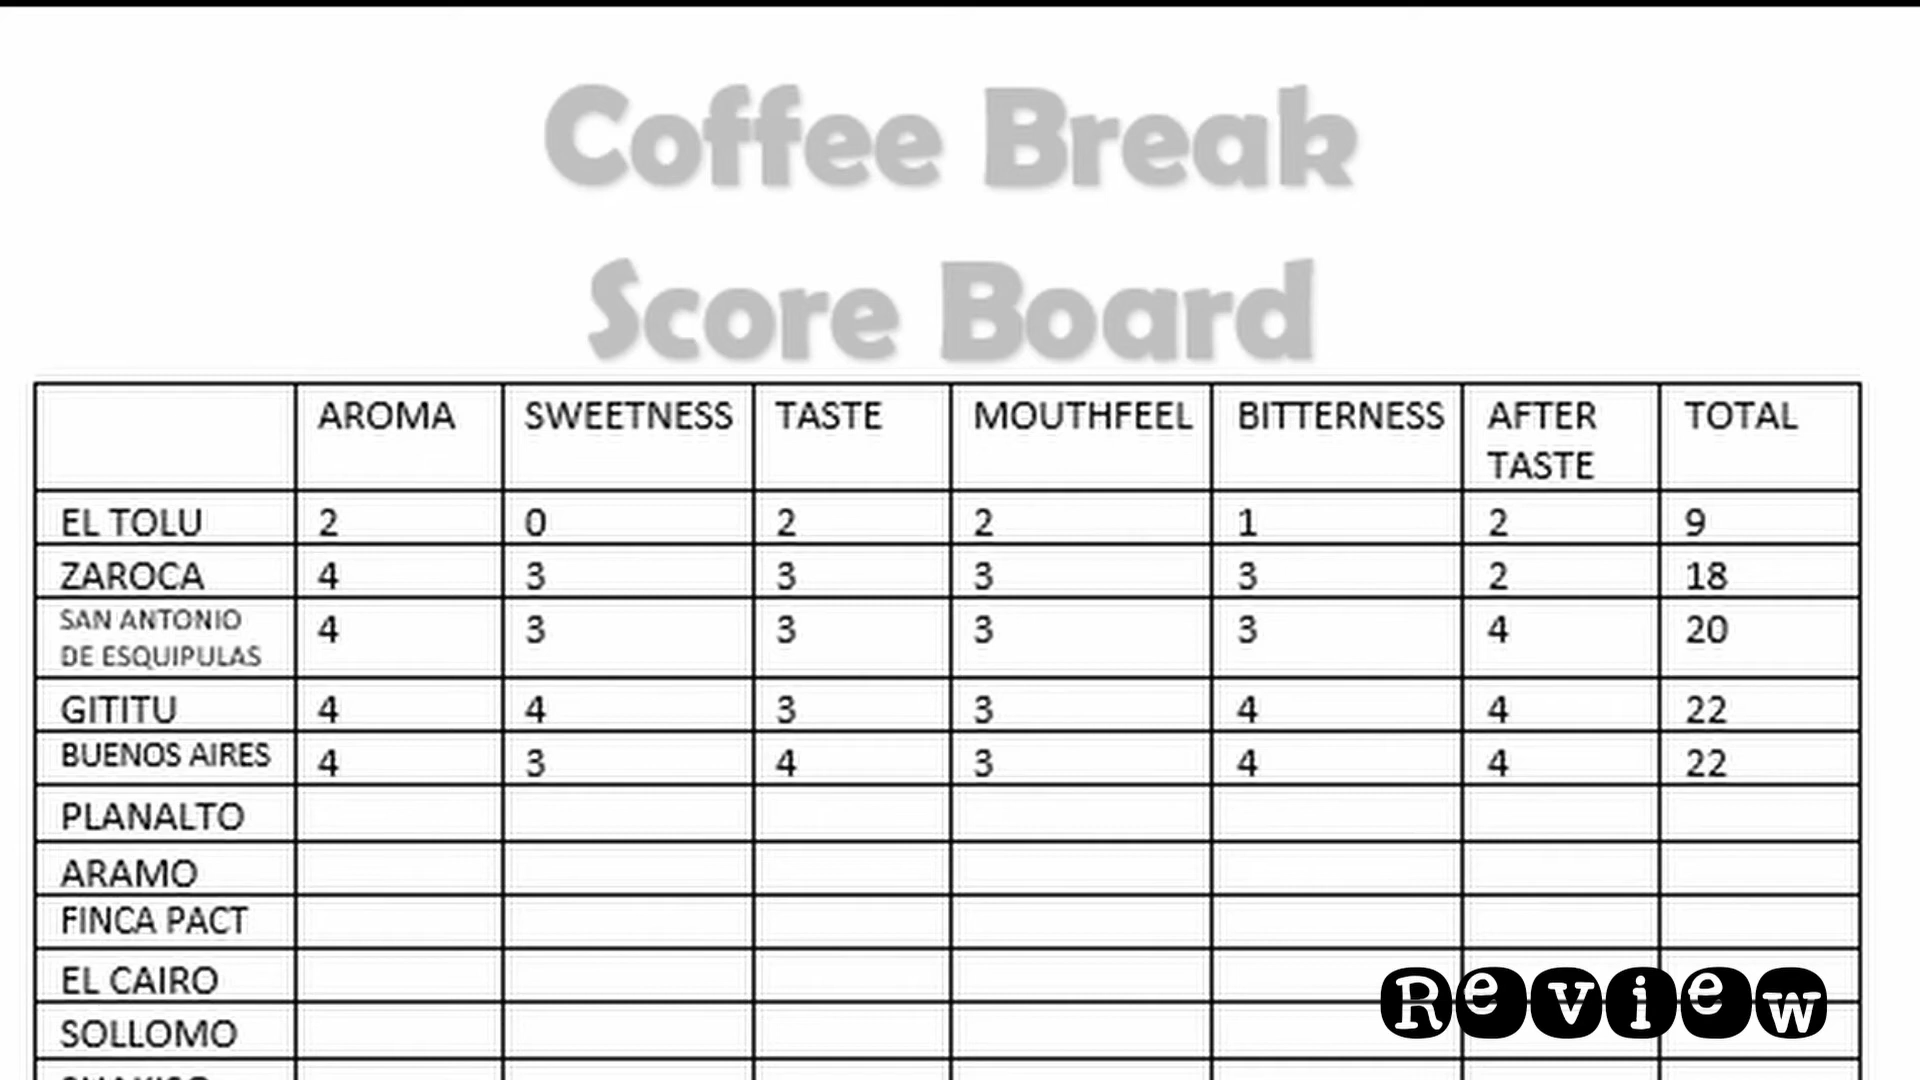 Coffee Break
Score Board
AROMA SWEETNESS TASTE MOUTHFEEL BITTERNESS AFTER TASTE TOTAL
EL TOLU 2 0 2 2 1 2 9
ZAROCA 4 3 3 3 3 2 18
SAN ANTONIO
DE ESQUIPULAS 4 3 3 3 3 4 20
GITITU 4 4 3 3 4 4 22
BUENOS AIRES 4 3 4 3 4 4 22
PLANALTO
ARAMO
FINCA PACT
EL CAIRO
SOLLOMO
Review